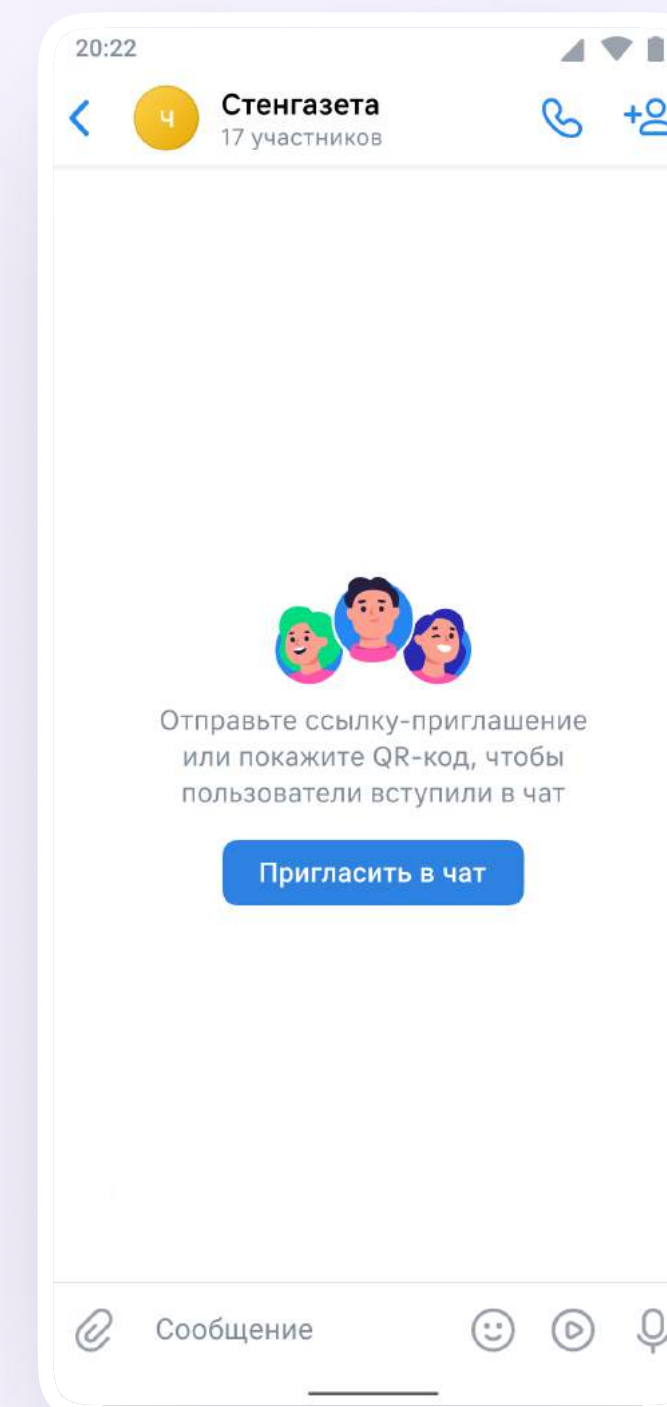 20:22
Ч
Стенгазета
17 участников
Отправьте ссылку-приглашение
или покажите QR-код, чтобы
пользователи вступили в чат
Пригласить в чат
Сообщение